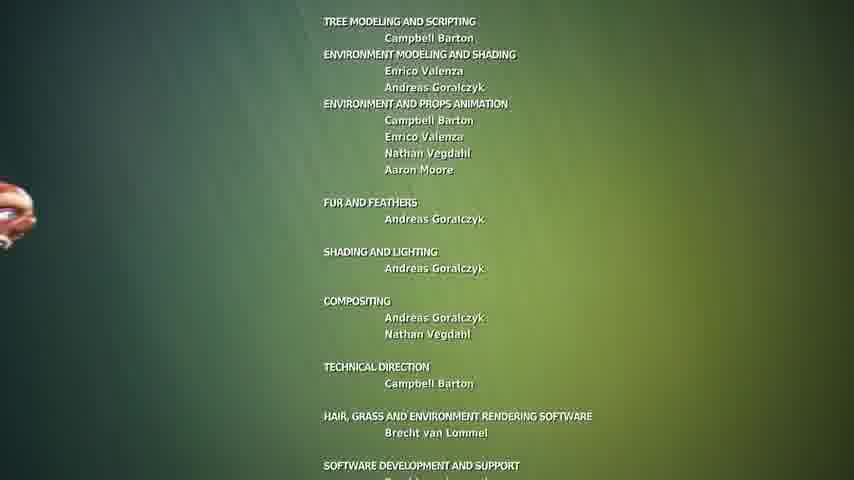 TREE MODELING AND SCRIPTING
Campbell Barton
ENVIRONMENT MODELING AND SHADING
Enrico Valenza
Andreas Goralczyk
ENVIRONMENT AND PROPS ANIMATION
Campbell Barton
Enrico Valenza
Nathan Vegdahl
Aaron Moore
FUR AND FEATHERS
Andreas Goralczyk
SHADING AND LIGHTING
Andreas Goralczyk
COMPOSITING
Andreas Goralczyk
Nathan Vegdahl
TECHNICAL DIRECTION
Campbell Barton
HAIR, GRASS AND ENVIRONMENT RENDERING SOFTWARE
Brecht van Lommel
SOFTWARE DEVELOPMENT AND SUPPORT